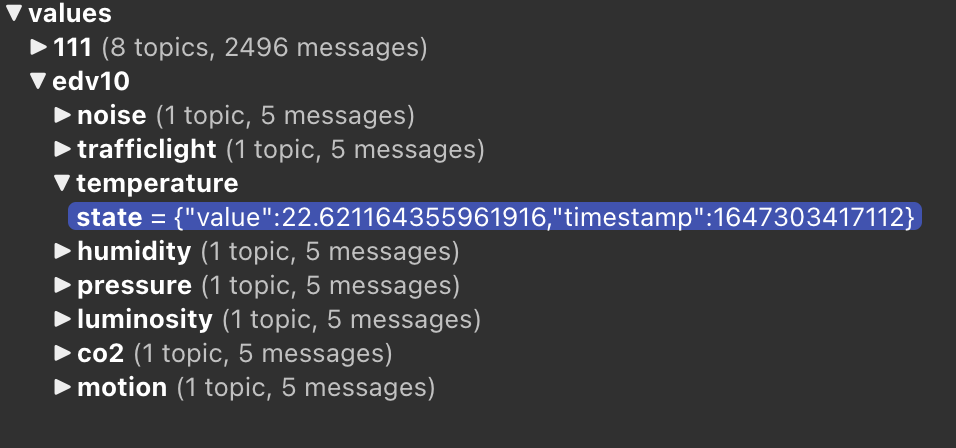 values
111 (8 topics, 2496 messages)
edv10
noise (1 topic, 5 messages)
trafficlight (1 topic, 5 messages)
temperature
state = {"value":22.621164355961916,"timestamp":1647303417112}
humidity (1 topic, 5 messages)
pressure (1 topic, 5 messages)
luminosity (1 topic, 5 messages)
co2 (1 topic, 5 messages)
motion (1 topic, 5 messages)